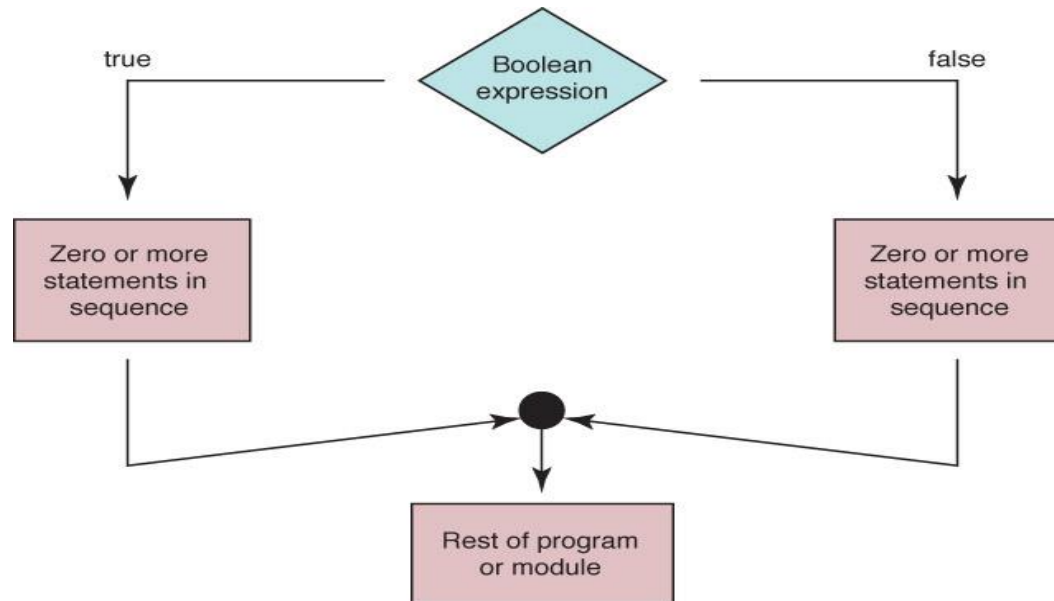 true
Boolean
expression
false
Zero or more
statements in
sequence
Zero or more
statements in
sequence
Rest of program
or module